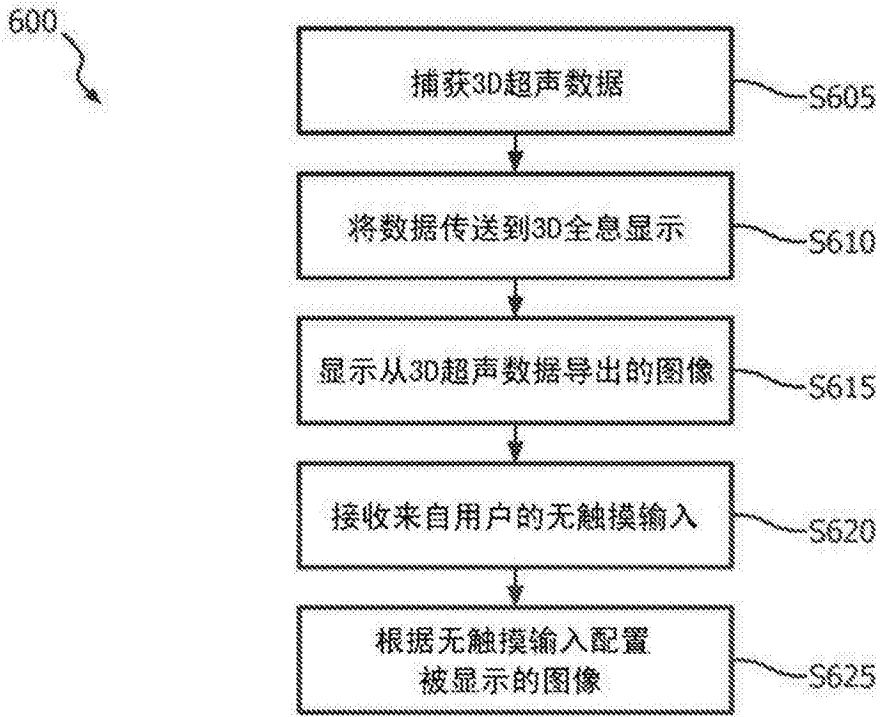 600
捕获3D超声数据
S605
将数据传送到3D全息显示
S610
显示从3D超声数据导出的图像
S615
接收来自用户的无触摸输入
S620
根据无触摸输入配置
被显示的图像
S625